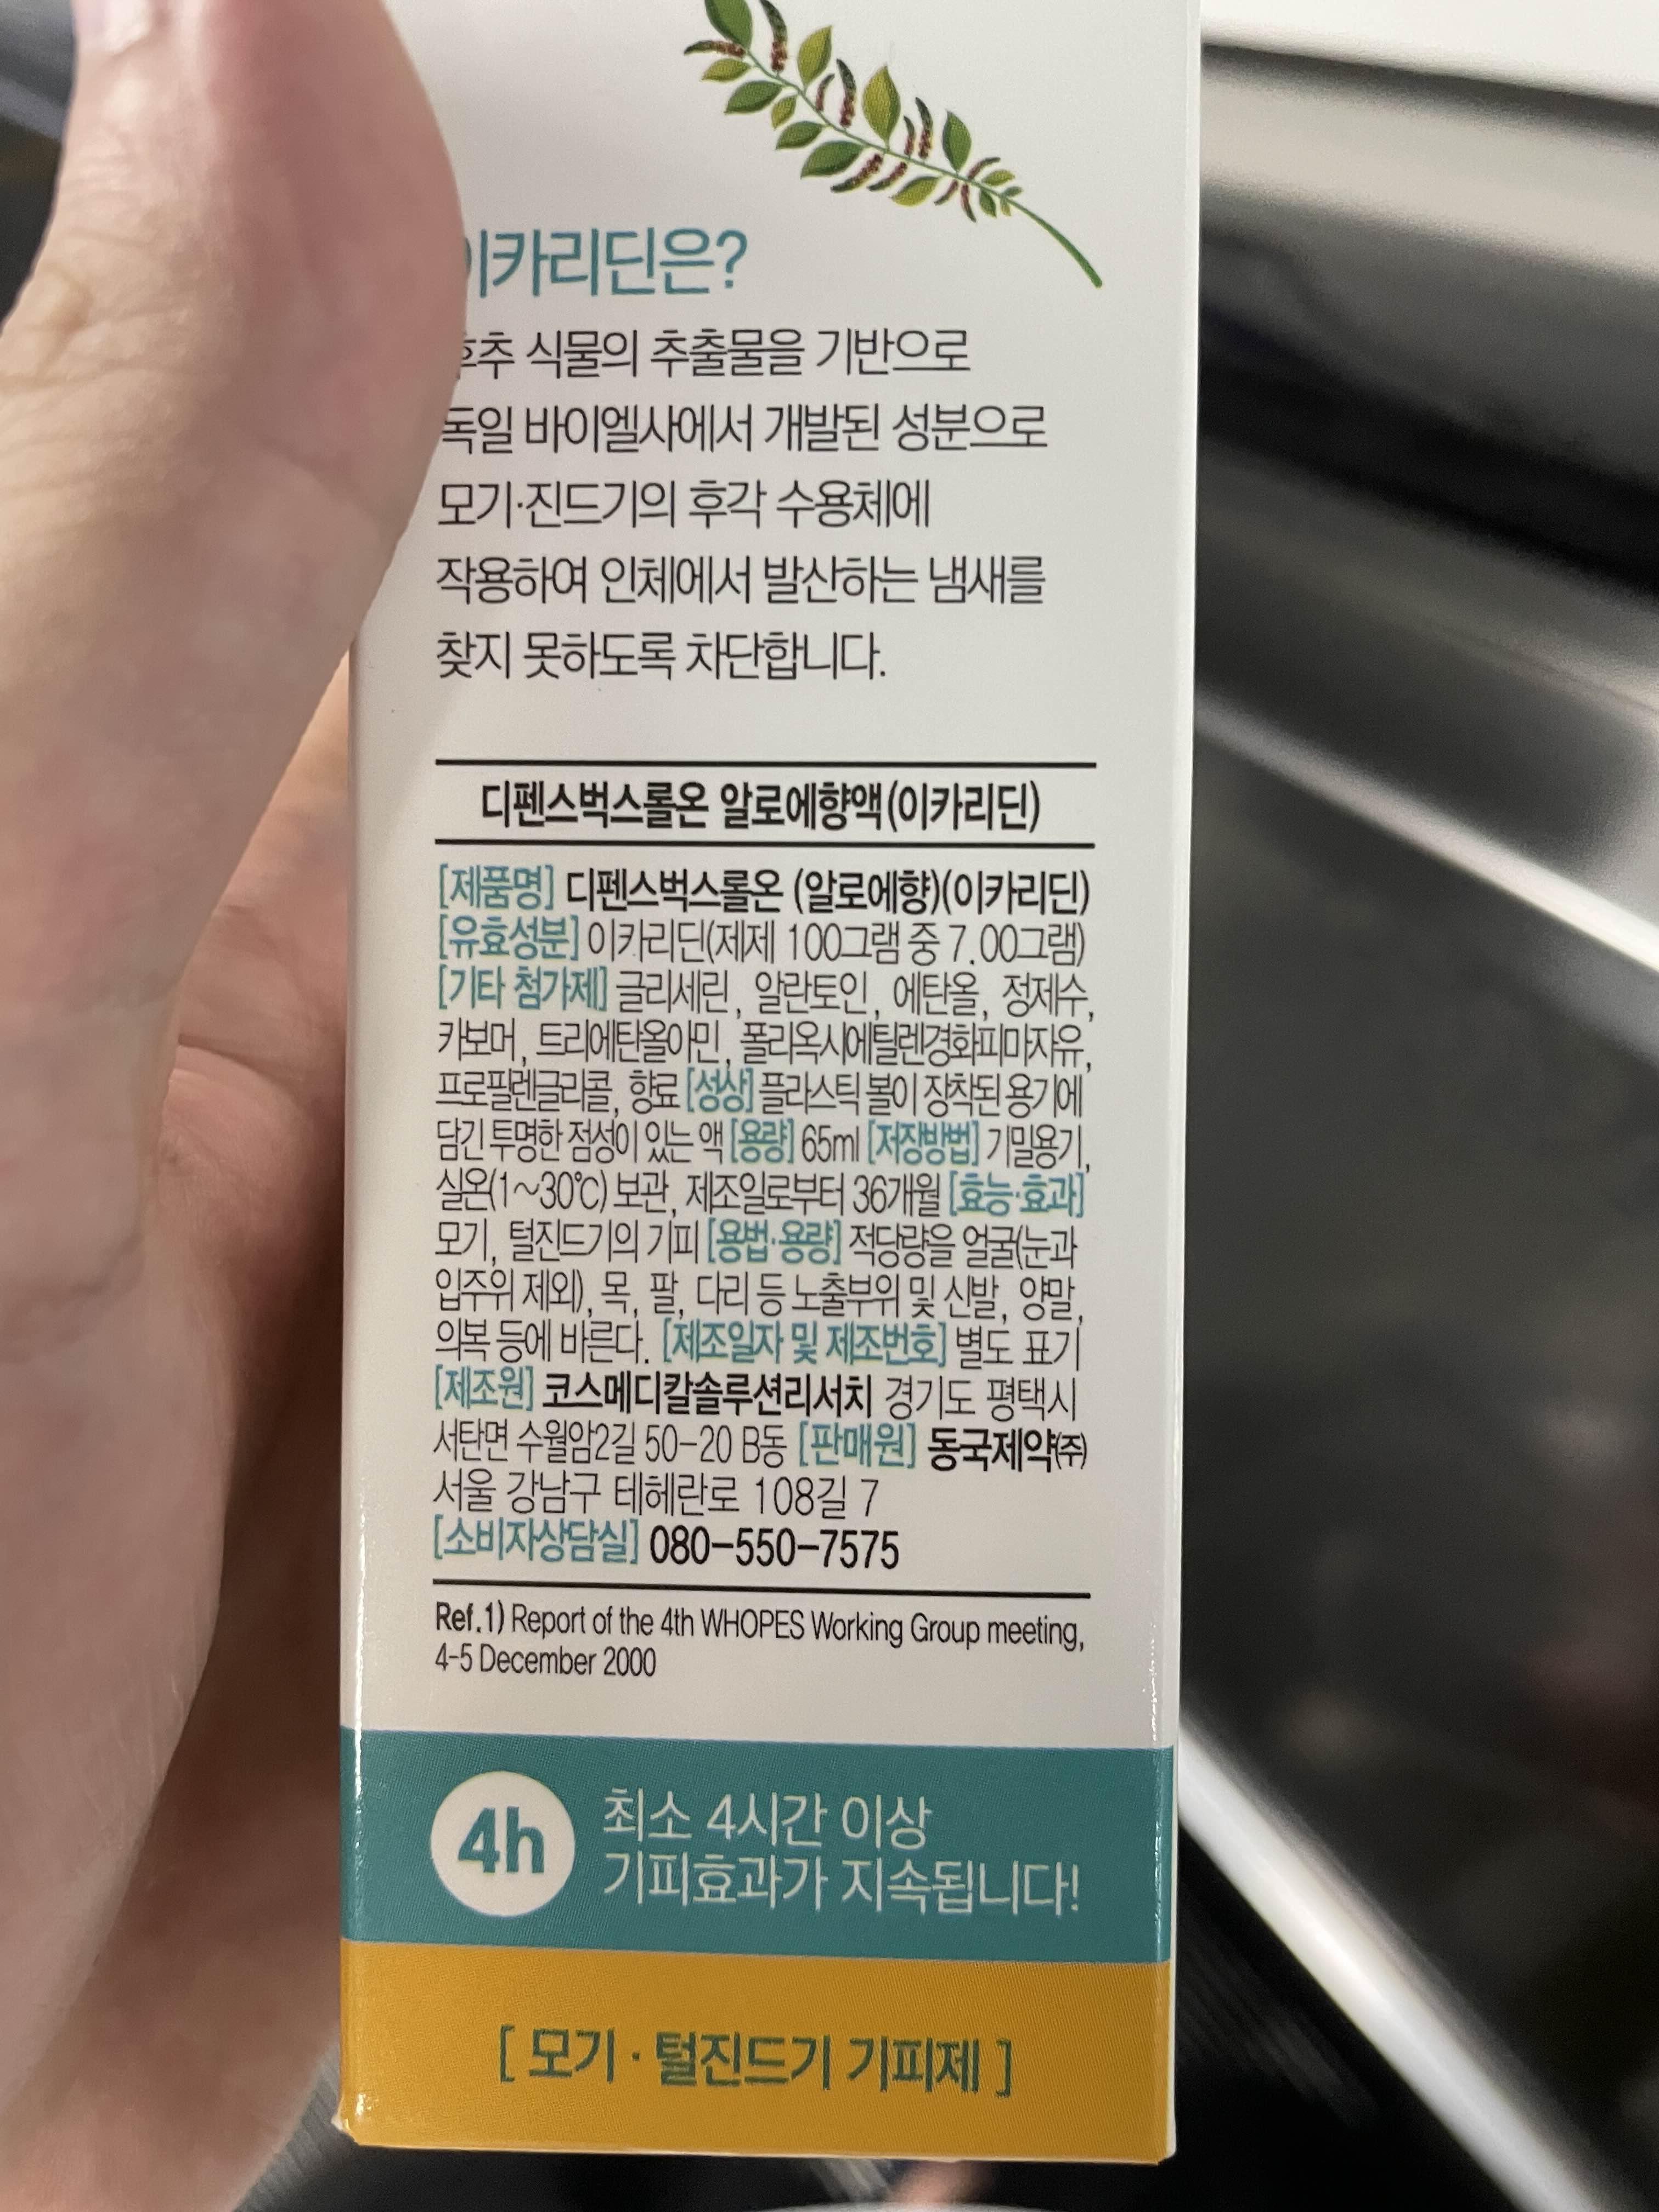 이카리딘은?
후추 식물의 추출물을 기반으로
독일 바이엘사에서 개발된 성분으로
모기·진드기의 후각 수용체에
작용하여 인체에서 발산하는 냄새를
찾지 못하도록 차단합니다.
디펜스벅스롤온 알로에향액(이카리딘)
[제품명] 디펜스벅스롤온 (알로에향)(이카리딘)
[유효성분] 이카리딘(제제 100그램 중 7.00그램)
[기타 첨가제] 글리세린, 알란토인, 에탄올, 정제수,
카보머, 트리에탄올아민, 폴리옥시에틸렌경화피마자유,
프로필렌글리콜, 향료 [성상] 플라스틱 볼이 장착된 용기에
담긴 투명한 점성이 있는 액 [용량] 65ml [저장방법] 기밀용기,
실온(1~30℃) 보관, 제조일로부터 36개월 [효능·효과]
모기, 털진드기의 기피 [용법·용량] 적당량을 얼굴(눈과
입주위 제외), 목, 팔, 다리 등 노출부위 및 신발, 양말,
의복 등에 바른다. [제조일자 및 제조번호] 별도 표기
[제조원] 코스메디칼솔루션리서치 경기도 평택시
서탄면 수월암2길 50-20 B동 [판매원] 동국제약㈜
서울 강남구 테헤란로 108길 7
[소비자상담실] 080-550-7575
Ref.1) Report of the 4th WHOPES Working Group meeting,
4-5 December 2000
4h 최소 4시간 이상
기피효과가 지속됩니다!
[ 모기 · 털진드기 기피제 ]